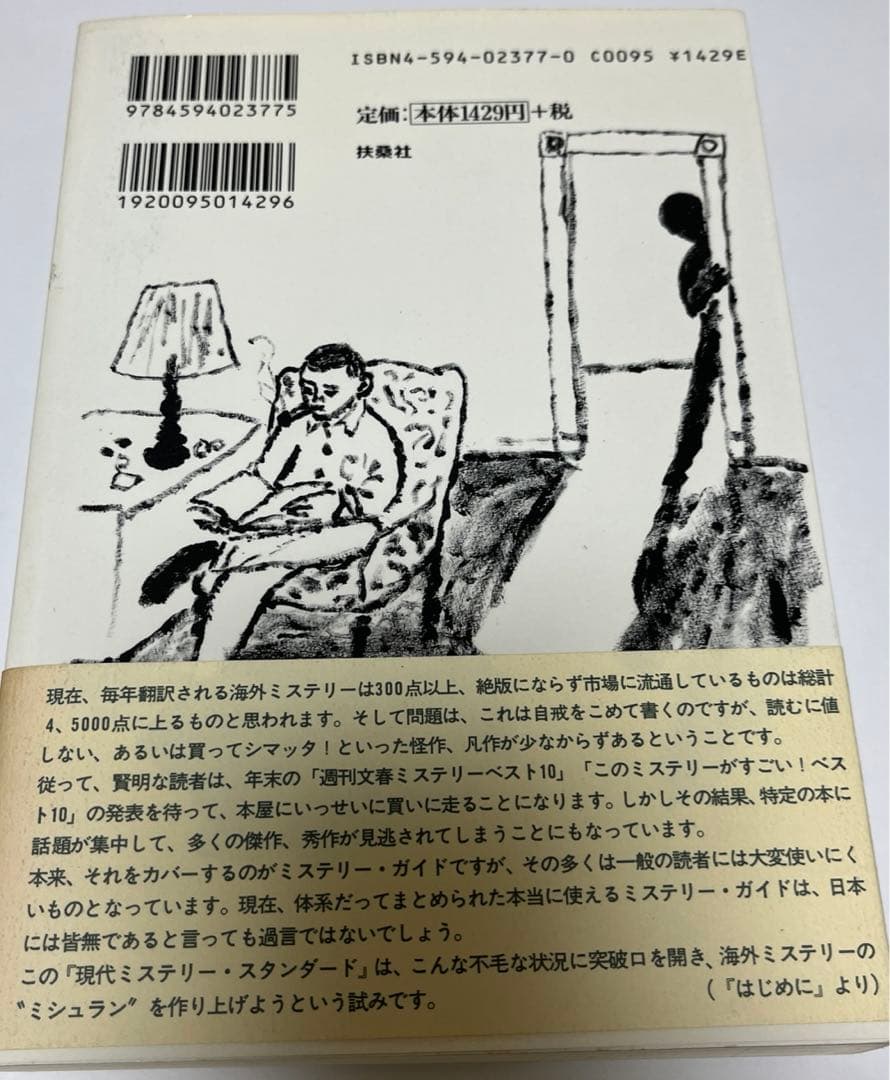 ISBN4-594-02377-0 C0095 ¥1429E
9784594023775
定価:本体1429円+税
扶桑社
1920095014296
現在、毎年翻訳される海外ミステリーは300点以上、絶版にならず市場に流通しているものは総計
4、5000点に上るものと思われます。そして問題は、これは自戒をこめて書くのですが、読むに値
しない、あるいは買ってシマッタ!といった怪作、凡作が少なからずあるということです。
従って、賢明な読者は、年末の「週刊文春ミステリーベスト10」「このミステリーがすごい!ベス
ト10」の発表を待って、本屋にいっせいに買いに走ることになります。しかしその結果、特定の本に
話題が集中して、多くの傑作、秀作が見逃されてしまうことにもなっています。
本来、それをカバーするのがミステリー・ガイドですが、その多くは一般の読者には大変使いにく
いものとなっています。現在、体系だってまとめられた本当に使えるミステリー・ガイドは、日本
には皆無であると言っても過言ではないでしょう。
この『現代ミステリー・スタンダード』は、こんな不毛な状況に突破口を開き、海外ミステリーの
〝ミシュラン〟を作り上げようという試みです。
(『はじめに』より)